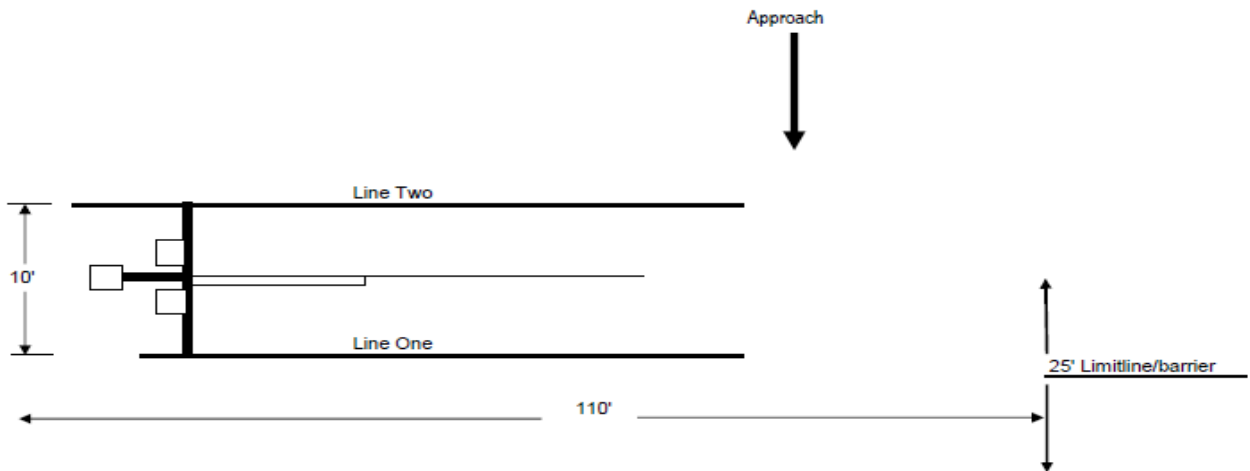 Approach
Line Two
10'
Line One
25' Limitline/barrier
110'